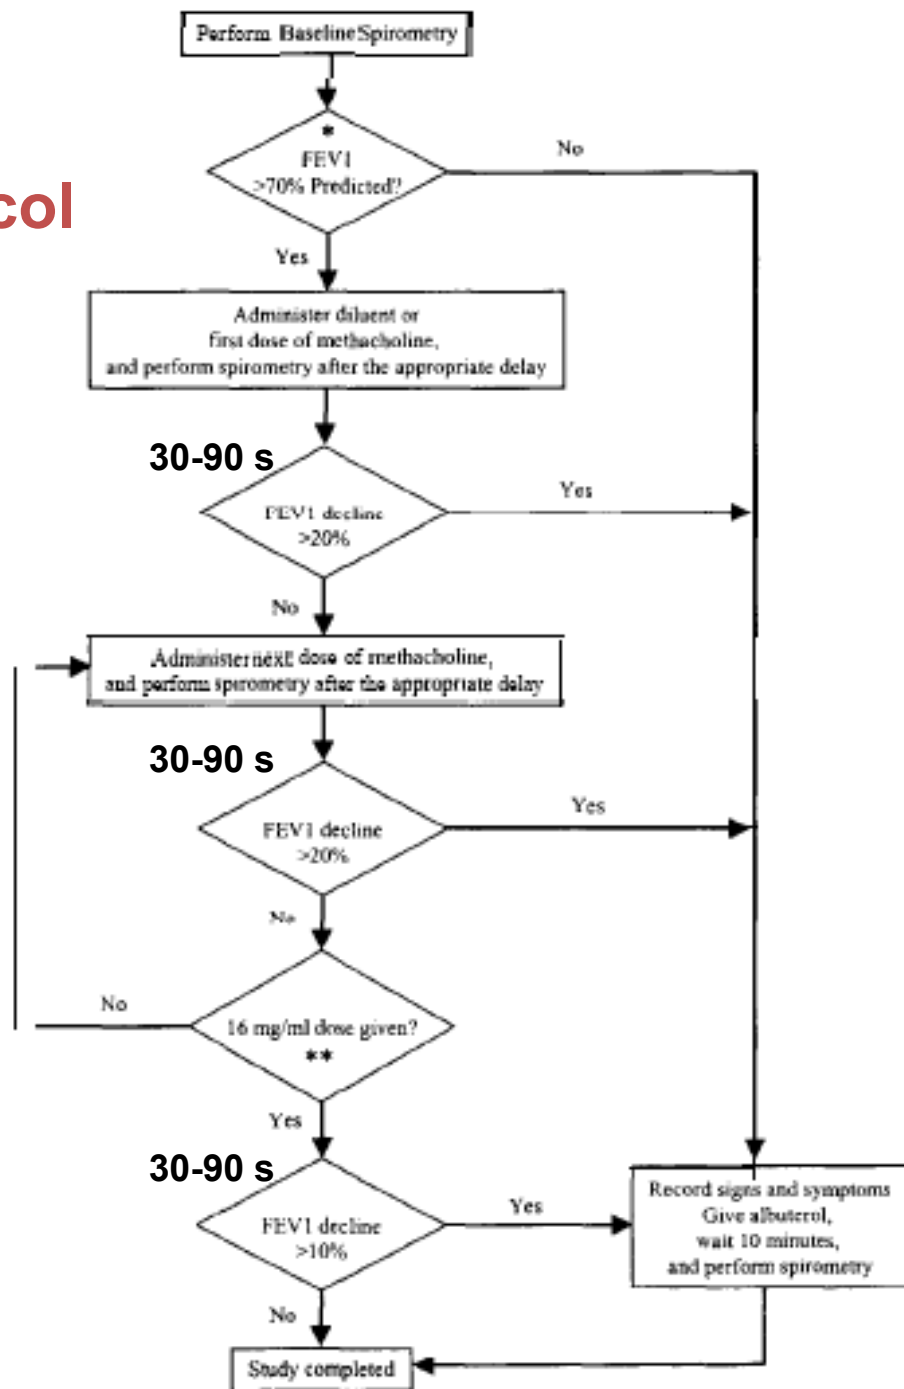 Perform Baseline Spirometry
*
FEV1
>70% Predicted?
No
col
Yes
Administer diluent or
first dose of methacholine,
and perform spirometry after the appropriate delay
30-90 s
FEV1 decline
>20%
Yes
No
Administer next dose of methacholine,
and perform spirometry after the appropriate delay
30-90 s
FEV1 decline
>20%
Yes
No
16 mg/ml dose given?
**
No
Yes
30-90 s
FEV1 decline
>10%
Yes
Record signs and symptoms
Give albuterol,
wait 10 minutes,
and perform spirometry
No
Study completed